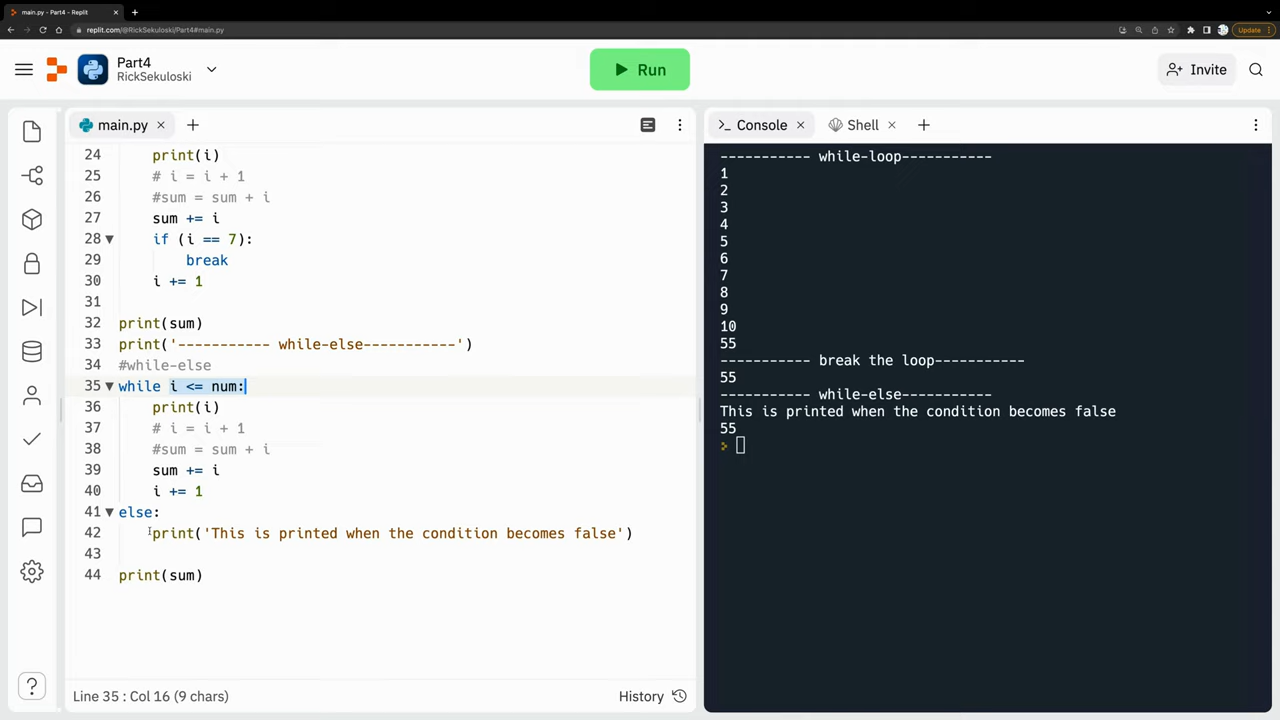 main.py - Part4 - Replit
replit.com/@RickSekuloski/Part4#main.py
Update
Part4
RickSekuloski
Run
Invite
main.py
24 print(i)
25 # i = i + 1
26 #sum = sum + i
27 sum += i
28 if (i == 7):
29 break
30 i += 1
31
32 print(sum)
33 print('----------- while-else-----------')
34 #while-else
35 while i <= num:
36 print(i)
37 # i = i + 1
38 #sum = sum + i
39 sum += i
40 i += 1
41 else:
42 print('This is printed when the condition becomes false')
43
44 print(sum)
Line 35 : Col 16 (9 chars)
History
?
>_ Console
Shell
----------- while-loop-----------
1
2
3
4
5
6
7
8
9
10
55
----------- break the loop-----------
55
----------- while-else-----------
This is printed when the condition becomes false
55